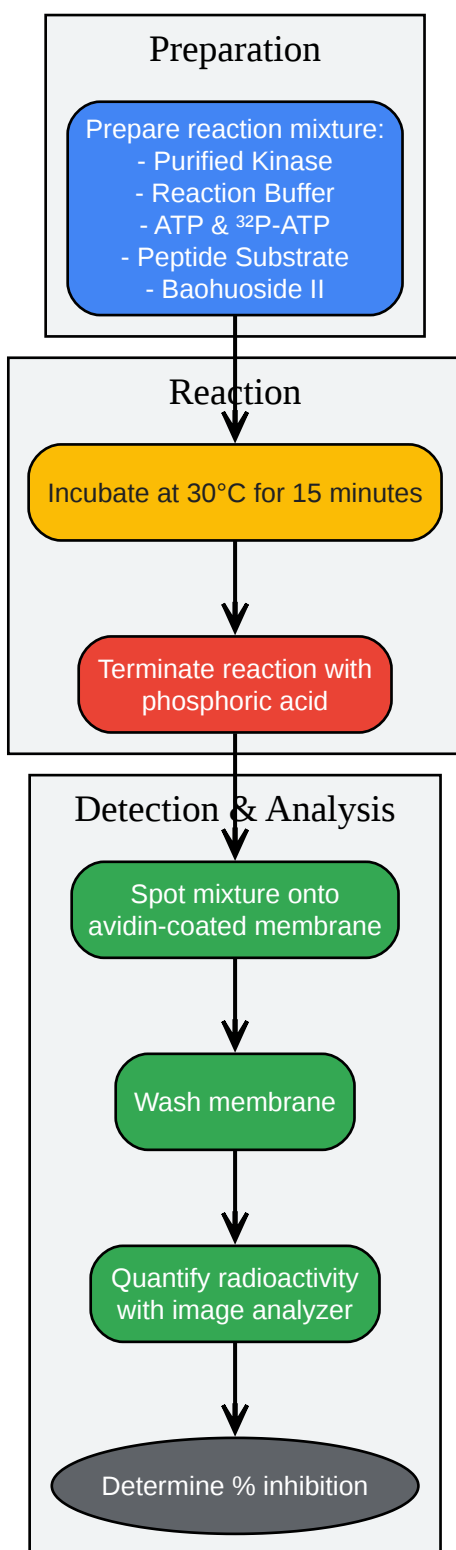 Preparation
Prepare reaction mixture:
- Purified Kinase
- Reaction Buffer
- ATP & ³²P-ATP
- Peptide Substrate
- Baohuoside II
Reaction
Incubate at 30°C for 15 minutes
Terminate reaction with
phosphoric acid
Detection & Analysis
Spot mixture onto
avidin-coated membrane
Wash membrane
Quantify radioactivity
with image analyzer
Determine % inhibition